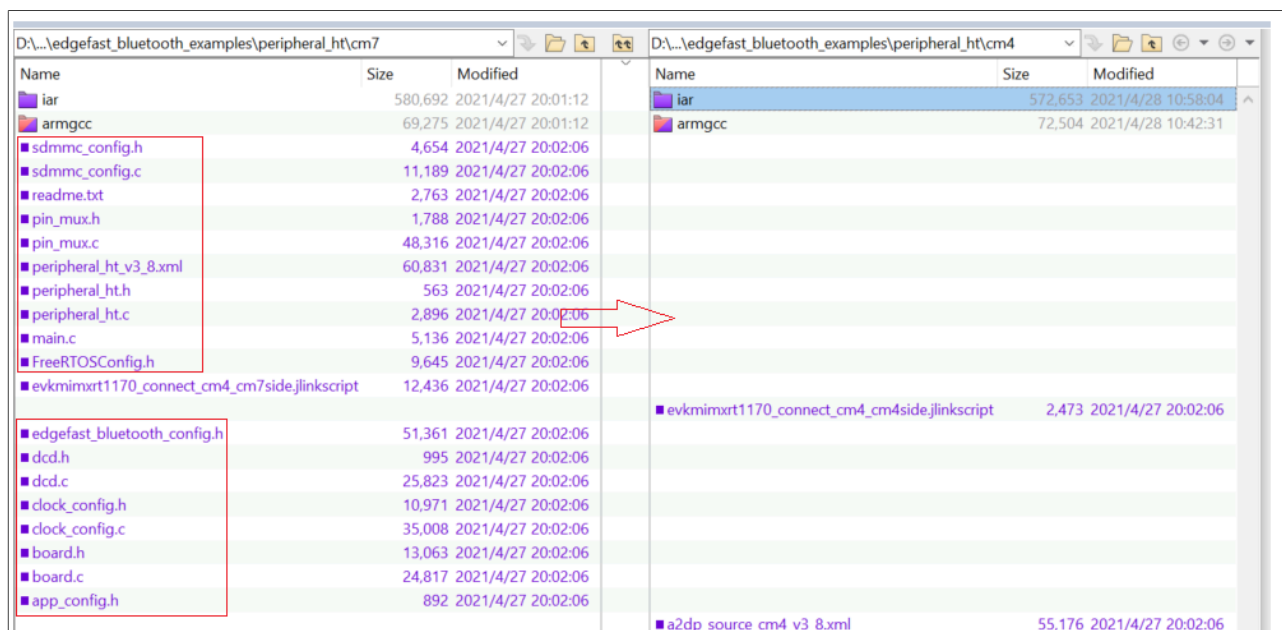 D:\...\edgefast_bluetooth_examples\peripheral_ht\cm7 D:\...\edgefast_bluetooth_examples\peripheral_ht\cm4
Name Size Modified Name Size Modified
iar 580,692 2021/4/27 20:01:12 iar 572,653 2021/4/28 10:58:04
armgcc 69,275 2021/4/27 20:01:12 armgcc 72,504 2021/4/28 10:42:31
sdmmc_config.h 4,654 2021/4/27 20:02:06
sdmmc_config.c 11,189 2021/4/27 20:02:06
readme.txt 2,763 2021/4/27 20:02:06
pin_mux.h 1,788 2021/4/27 20:02:06
pin_mux.c 48,316 2021/4/27 20:02:06
peripheral_ht_v3_8.xml 60,831 2021/4/27 20:02:06
peripheral_ht.h 563 2021/4/27 20:02:06
peripheral_ht.c 2,896 2021/4/27 20:02:06
main.c 5,136 2021/4/27 20:02:06
FreeRTOSConfig.h 9,645 2021/4/27 20:02:06
evkmimxrt1170_connect_cm4_cm7side.jlinkscript 12,436 2021/4/27 20:02:06
evkmimxrt1170_connect_cm4_cm4side.jlinkscript 2,473 2021/4/27 20:02:06
edgefast_bluetooth_config.h 51,361 2021/4/27 20:02:06
dcd.h 995 2021/4/27 20:02:06
dcd.c 25,823 2021/4/27 20:02:06
clock_config.h 10,971 2021/4/27 20:02:06
clock_config.c 35,008 2021/4/27 20:02:06
board.h 13,063 2021/4/27 20:02:06
board.c 24,817 2021/4/27 20:02:06
app_config.h 892 2021/4/27 20:02:06
a2dp_source_cm4_v3_8.xml 55,176 2021/4/27 20:02:06